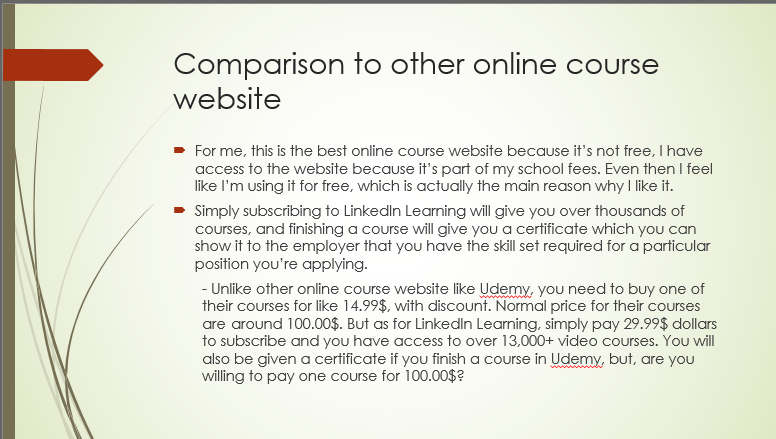 Comparison to other online course
website
For me, this is the best online course website because it's not free, I have
access to the website because it's part of my school fees. Even then I feel
like I'm using it for free, which is actually the main reason why I like it.
Simply subscribing to LinkedIn Learning will give you over thousands of
courses, and finishing a course will give you a certificate which you can
show it to the employer that you have the skill set required for a particular
position you're applying.
- Unlike other online course website like Udemy, you need to buy one of
their courses for like 14.99$, with discount. Normal price for their courses
are around 100.00$. But as for LinkedIn Learning, simply pay 29.99$ dollars
to subscribe and you have access to over 13,000+ video courses. You will
also be given a certificate if you finish a course in Udemy, but, are you
willing to pay one course for 100.00$?